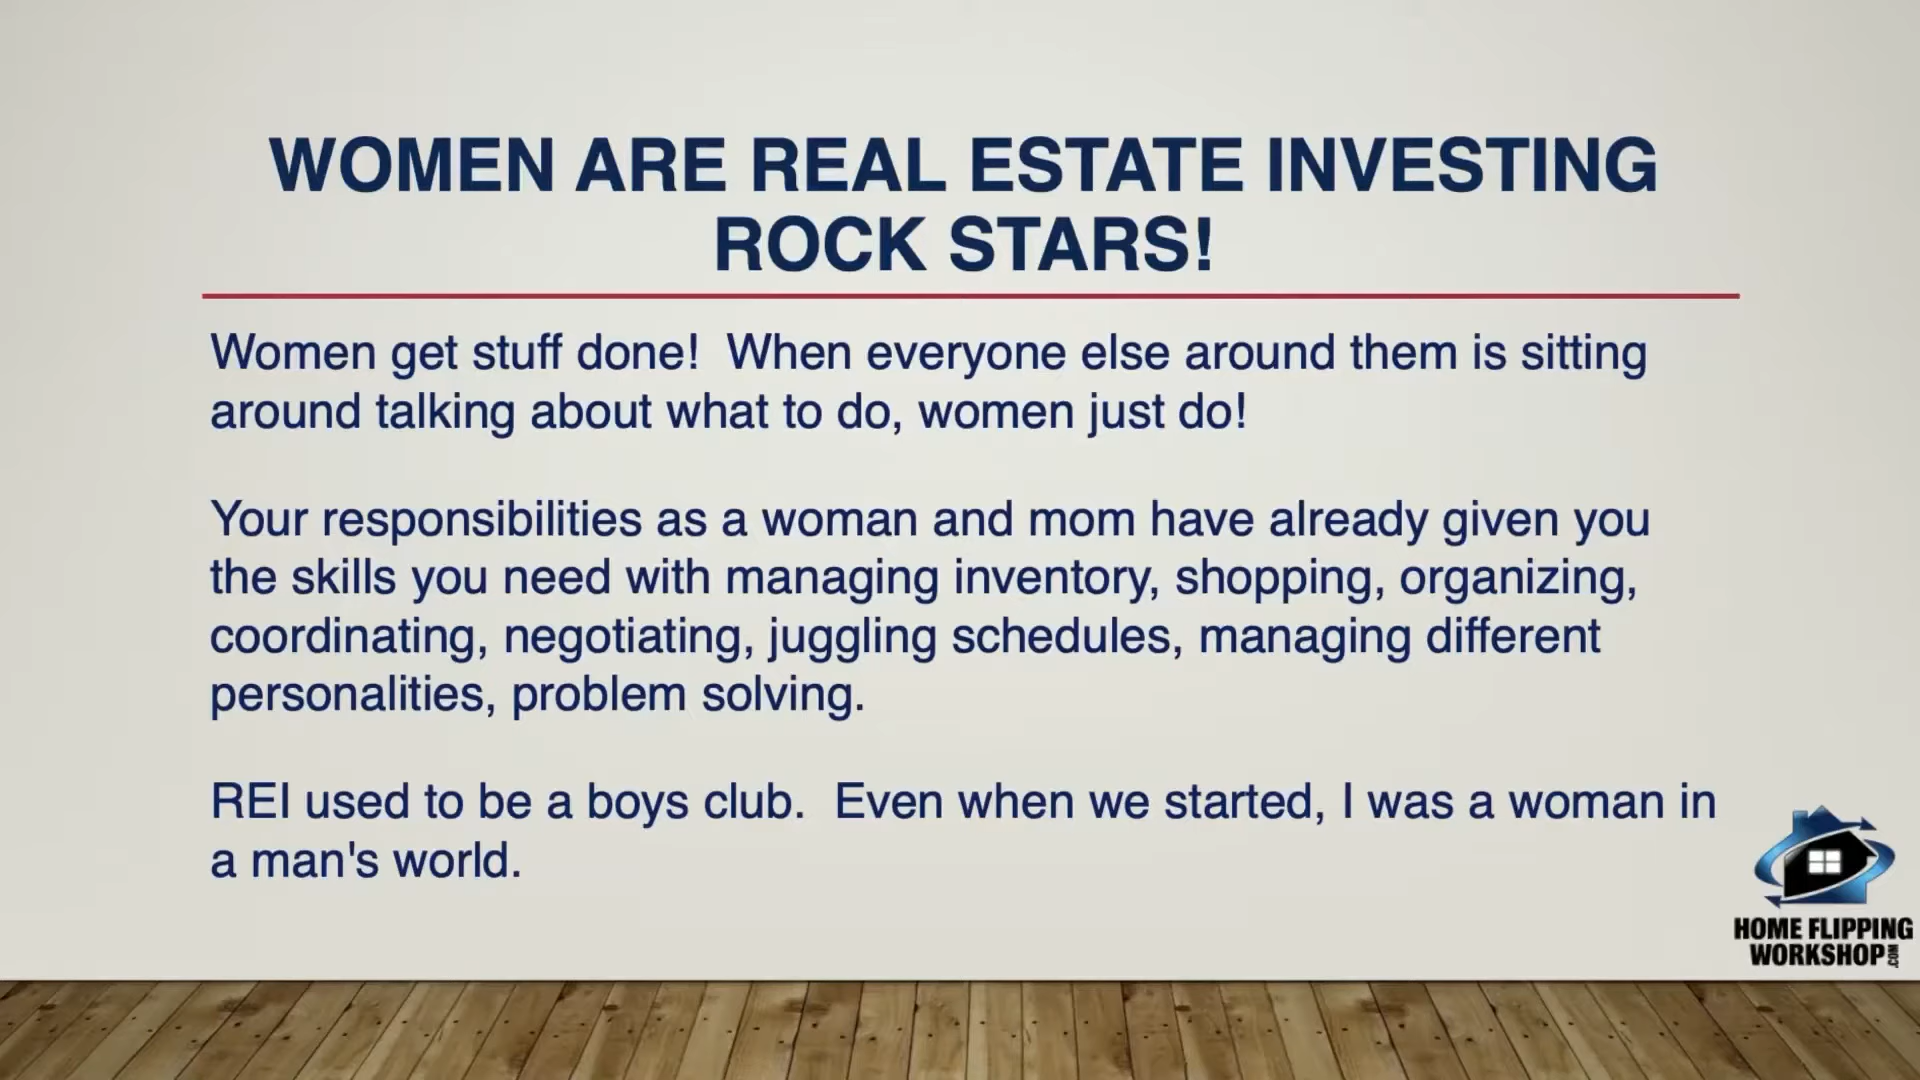 WOMEN ARE REAL ESTATE INVESTING
ROCK STARS!
Women get stuff done!  When everyone else around them is sitting
around talking about what to do, women just do!
Your responsibilities as a woman and mom have already given you
the skills you need with managing inventory, shopping, organizing,
coordinating, negotiating, juggling schedules, managing different
personalities, problem solving.
REI used to be a boys club.  Even when we started, I was a woman in
a man's world.
HOME FLIPPING
WORKSHOP.COM